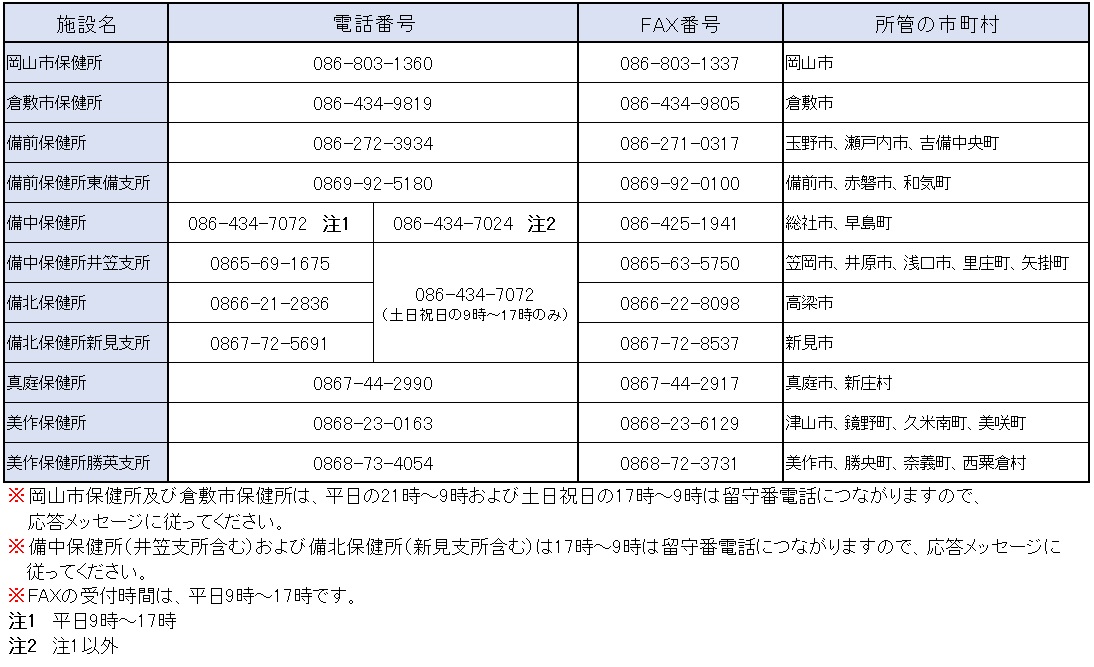 施設名 電話番号 FAX番号 所管の市町村
岡山市保健所 086-803-1360 086-803-1337 岡山市
倉敷市保健所 086-434-9819 086-434-9805 倉敷市
備前保健所 086-272-3934 086-271-0317 玉野市、瀬戸内市、吉備中央町
備前保健所東備支所 0869-92-5180 0869-92-0100 備前市、赤磐市、和気町
備中保健所 086-434-7072 注1 086-434-7024 注2 086-425-1941 総社市、早島町
備中保健所井笠支所 0865-69-1675 0865-63-5750 笠岡市、井原市、浅口市、里庄町、矢掛町
備北保健所 0866-21-2836 086-434-7072 0866-22-8098 高梁市
(土日祝日の9時～17時のみ)
備北保健所新見支所 0867-72-5691 0867-72-8537 新見市
真庭保健所 0867-44-2990 0867-44-2917 真庭市、新庄村
美作保健所 0868-23-0163 0868-23-6129 津山市、鏡野町、久米南町、美咲町
美作保健所勝英支所 0868-73-4054 0868-72-3731 美作市、勝央町、奈義町、西粟倉村
※岡山市保健所及び倉敷市保健所は、平日の21時～9時および土日祝日の17時～9時は留守番電話につながりますので、
応答メッセージに従ってください。
※備中保健所(井笠支所含む)および備北保健所(新見支所含む)は17時～9時は留守番電話につながりますので、応答メッセージに
従ってください。
※FAXの受付時間は、平日9時～17時です。
注1 平日9時～17時
注2 注1以外